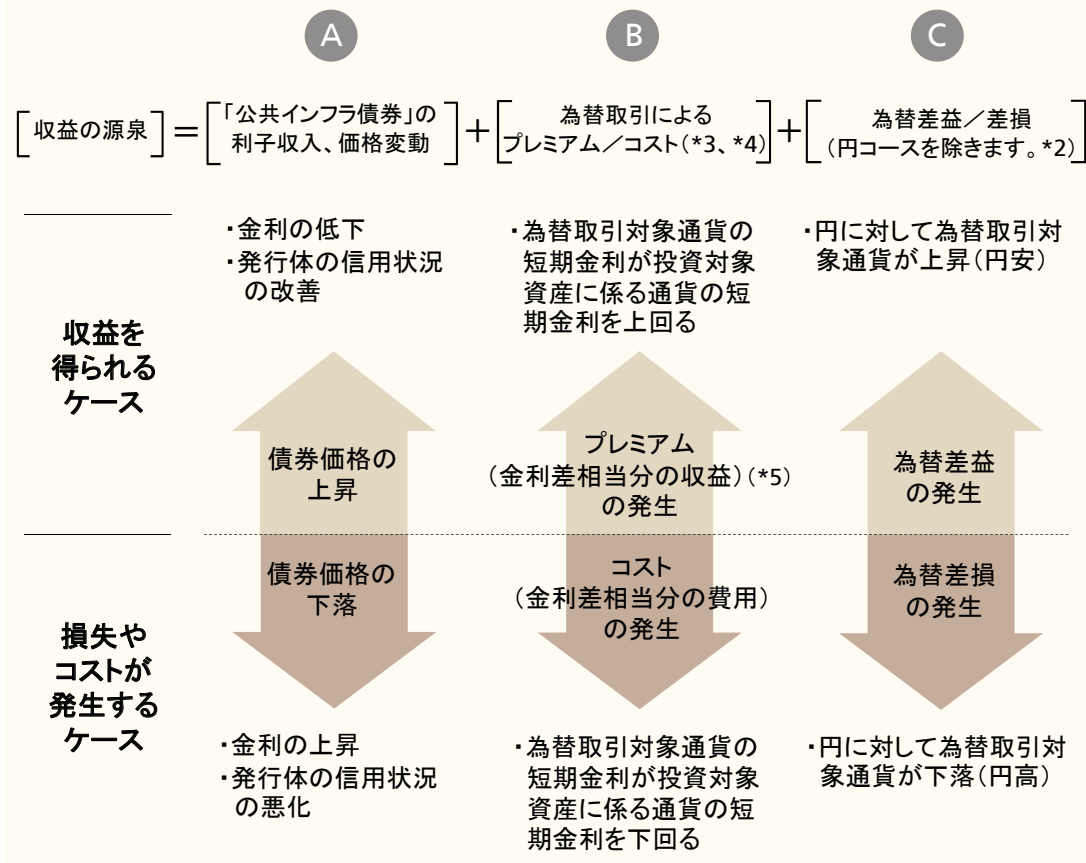 A
B
C
[収益の源泉]=[「公共インフラ債券」の
利子収入、価格変動]+[為替取引による
プレミアム／コスト(*3、*4)]+[為替差益／差損
(円コースを除きます。*2)]
収益を
得られる
ケース
・金利の低下
・発行体の信用状況
の改善
・為替取引対象通貨の
短期金利が投資対象
資産に係る通貨の短
期金利を上回る
・円に対して為替取引対
象通貨が上昇(円安)
債券価格の
上昇
プレミアム
(金利差相当分の収益)(*5)
の発生
為替差益
の発生
損失や
コストが
発生する
ケース
債券価格の
下落
コスト
(金利差相当分の費用)
の発生
為替差損
の発生
・金利の上昇
・発行体の信用状況
の悪化
・為替取引対象通貨の
短期金利が投資対象
資産に係る通貨の短
期金利を下回る
・円に対して為替取引対
象通貨が下落(円高)